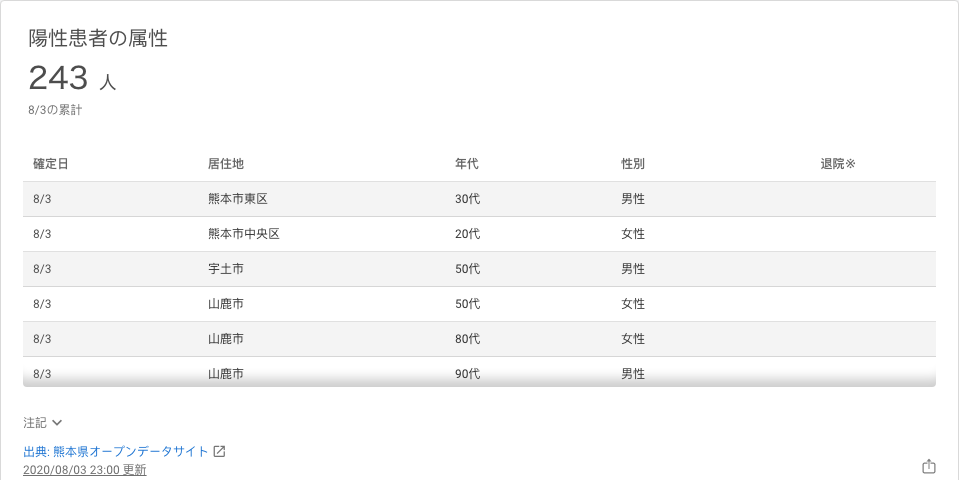 陽性患者の属性
243 人
8/3の累計
確定日 居住地 年代 性別 退院※
8/3 熊本市東区 30代 男性
8/3 熊本市中央区 20代 女性
8/3 宇土市 50代 男性
8/3 山鹿市 50代 女性
8/3 山鹿市 80代 女性
8/3 山鹿市 90代 男性
注記
出典: 熊本県オープンデータサイト
2020/08/03 23:00 更新